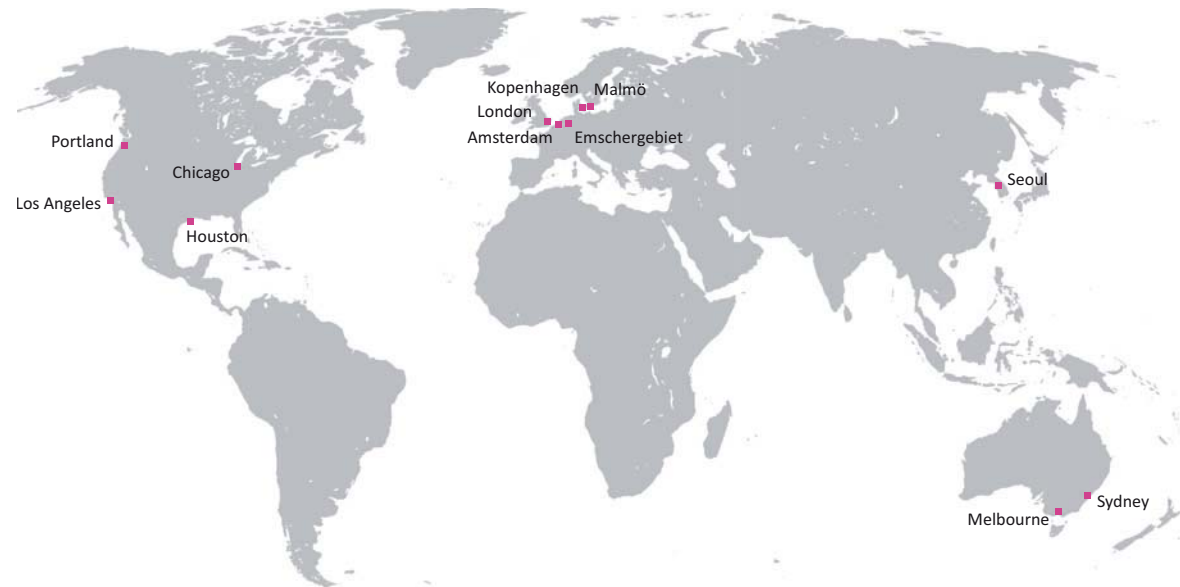 Kopenhagen
Malmö
London
Amsterdam
Emschergebiet
Portland
Chicago
Los Angeles
Houston
Seoul
Sydney
Melbourne